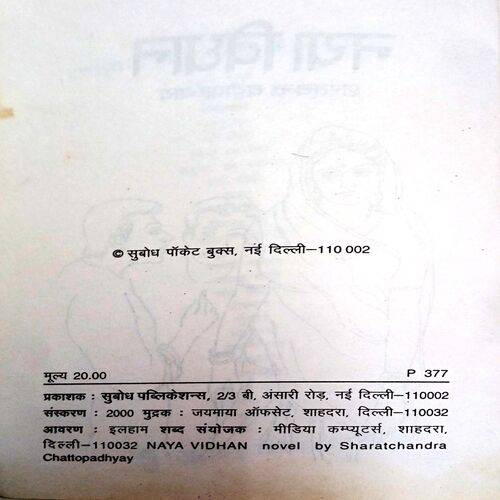 © सुबोध पॉकेट बुक्स, नई दिल्ली–110 002
मूल्य 20.00 P 377
प्रकाशक : सुबोध पब्लिकेशन्स, 2/3 बी, अंसारी रोड़, नई दिल्ली–110002
संस्करण : 2000 मुद्रक : जयमाया ऑफसेट, शाहदरा, दिल्ली–110032
आवरण : इलहाम शब्द संयोजक : मीडिया कम्प्यूटर्स, शाहदरा,
दिल्ली–110032 NAYA VIDHAN novel by Sharatchandra
Chattopadhyay